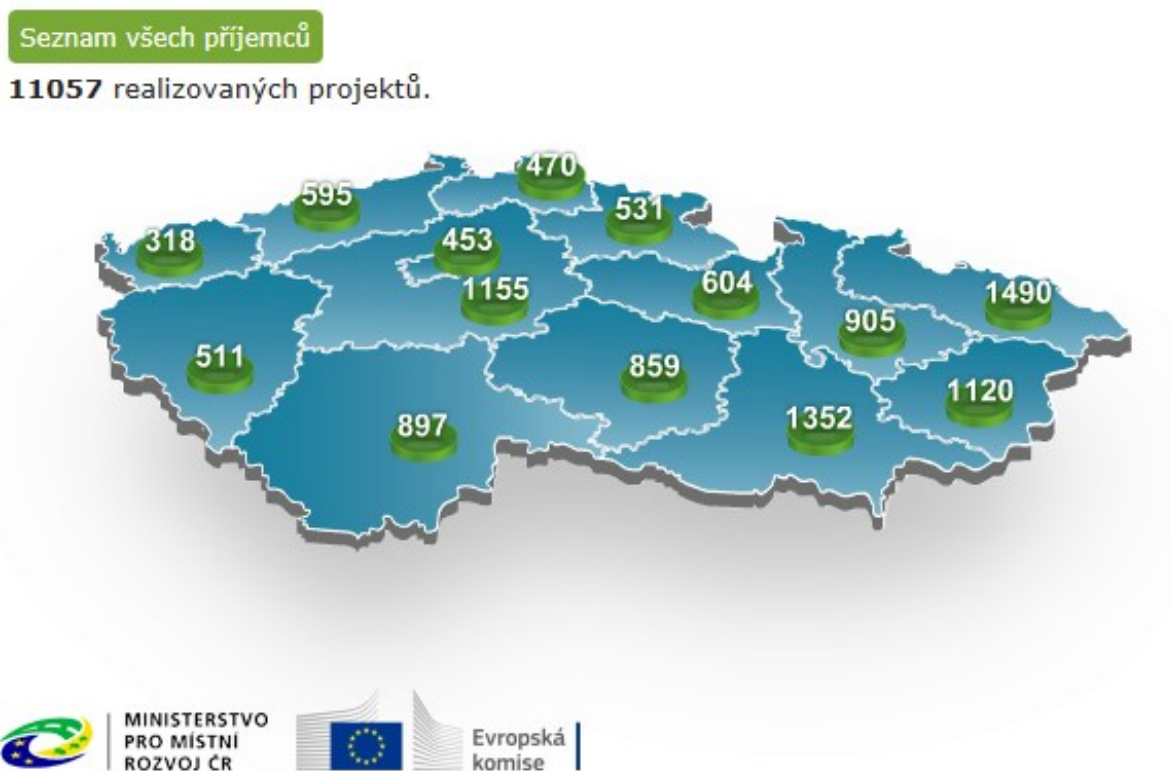 Seznam všech příjemců
11057 realizovaných projektů.
470
595
531
318
453
604
1155
1490
905
511
859
1120
1352
897
MINISTERSTVO
PRO MÍSTNÍ
ROZVOJ ČR
Evropská
komise